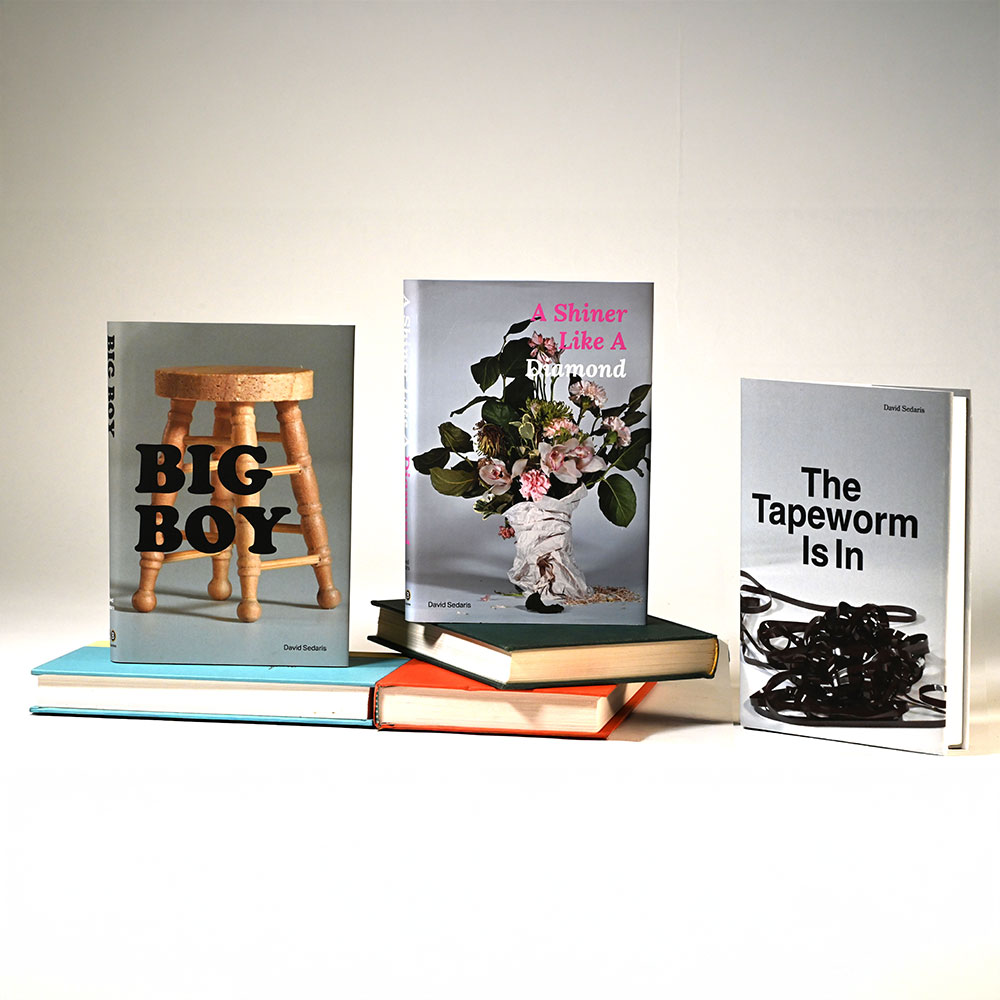 BIG BOY
BIG
BOY
David Sedaris
A Shiner
Like A
Diamond
David Sedaris
David Sedaris
The
Tapeworm
Is In